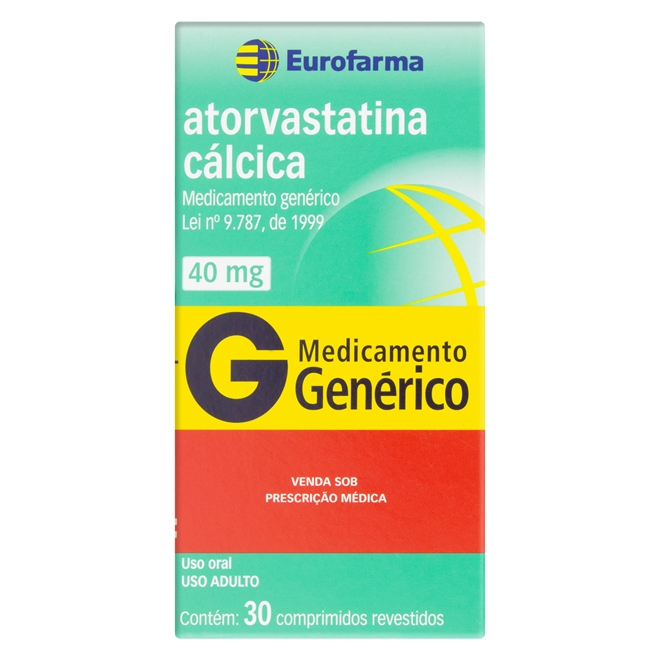 Eurofarma
atorvastatina
cálcica
Medicamento genérico
Lei nº 9.787, de 1999
40 mg
G Medicamento
Genérico
VENDA SOB
PRESCRIÇÃO MÉDICA
Uso oral
USO ADULTO
Contém: 30 comprimidos revestidos